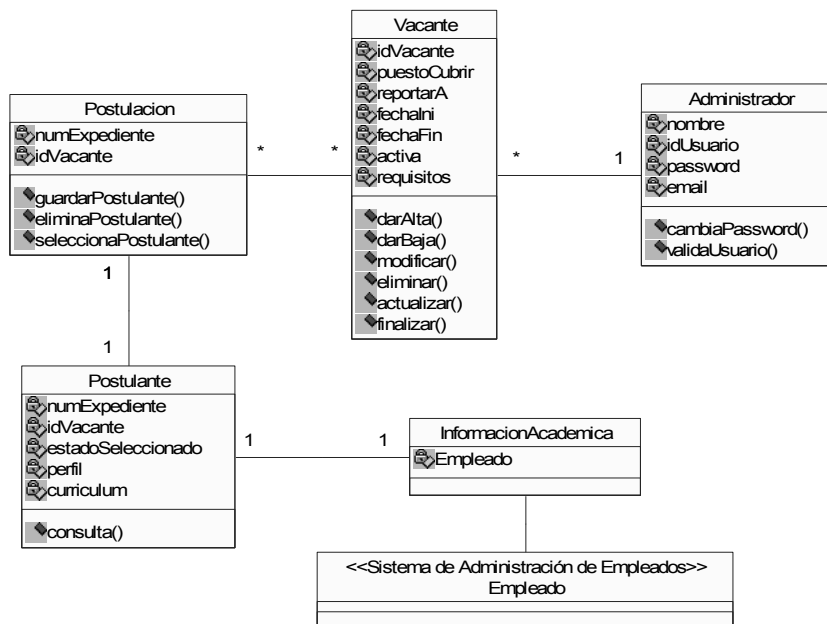 Vacante
idVacante
puestoCubrir
reportarA
fechaIni
fechaFin
activa
requisitos
darAlta()
darBaja()
modificar()
eliminar()
actualizar()
finalizar()
Postulacion
numExpediente
idVacante
guardarPostulante()
eliminaPostulante()
seleccionaPostulante()
*
*
Administrador
nombre
idUsuario
password
email
cambiaPassword()
validaUsuario()
*
1
1
1
Postulante
numExpediente
idVacante
estadoSeleccionado
perfil
curriculum
consulta()
1
1
InformacionAcademica
Empleado
<<Sistema de Administración de Empleados>>
Empleado